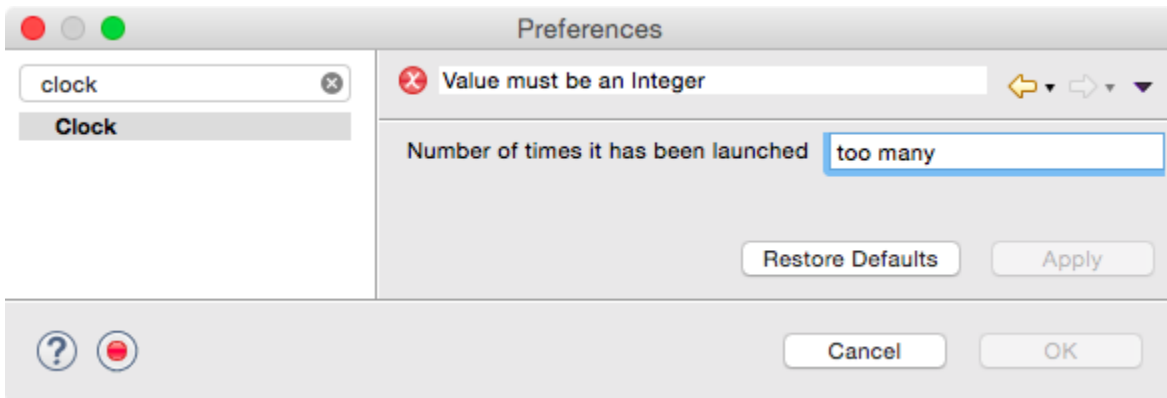 Preferences
clock
Clock
Value must be an Integer
Number of times it has been launched too many
Restore Defaults Apply
? Cancel OK